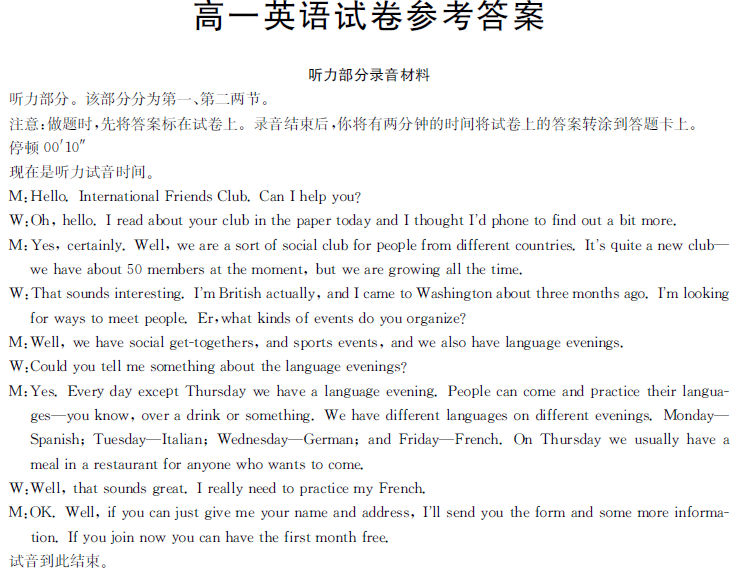 高一英语试卷参考答案
听力部分录音材料
听力部分。该部分分为第一、第二两节。
注意:做题时,先将答案标在试卷上。录音结束后,你将有两分钟的时间将试卷上的答案转涂到答题卡上。
停顿 00′10″
现在是听力试音时间。
M:Hello. International Friends Club. Can I help you?
W:Oh, hello. I read about your club in the paper today and I thought I'd phone to find out a bit more.
M:Yes, certainly. Well, we are a sort of social club for people from different countries. It's quite a new club—
we have about 50 members at the moment, but we are growing all the time.
W:That sounds interesting. I'm British actually, and I came to Washington about three months ago. I'm looking
for ways to meet people. Er,what kinds of events do you organize?
M:Well, we have social get-togethers, and sports events, and we also have language evenings.
W:Could you tell me something about the language evenings?
M:Yes. Every day except Thursday we have a language evening. People can come and practice their langua-
ges—you know, over a drink or something. We have different languages on different evenings. Monday—
Spanish; Tuesday—Italian; Wednesday—German; and Friday—French. On Thursday we usually have a
meal in a restaurant for anyone who wants to come.
W:Well, that sounds great. I really need to practice my French.
M:OK. Well, if you can just give me your name and address, I'll send you the form and some more informa-
tion. If you join now you can have the first month free.
试音到此结束。